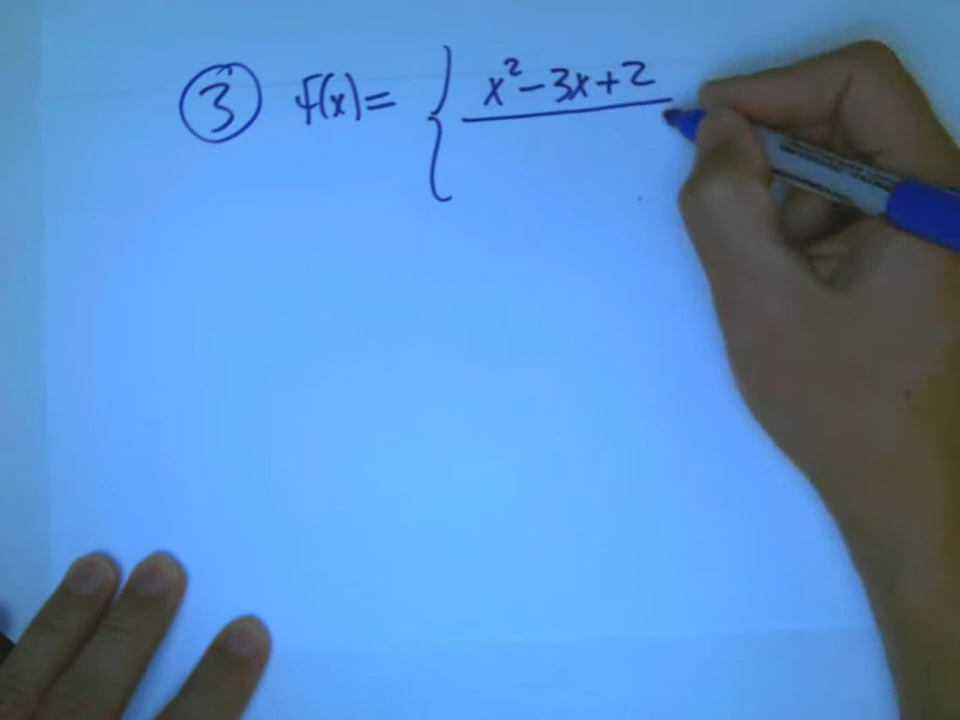 ③ f(x) = { x² - 3x + 2